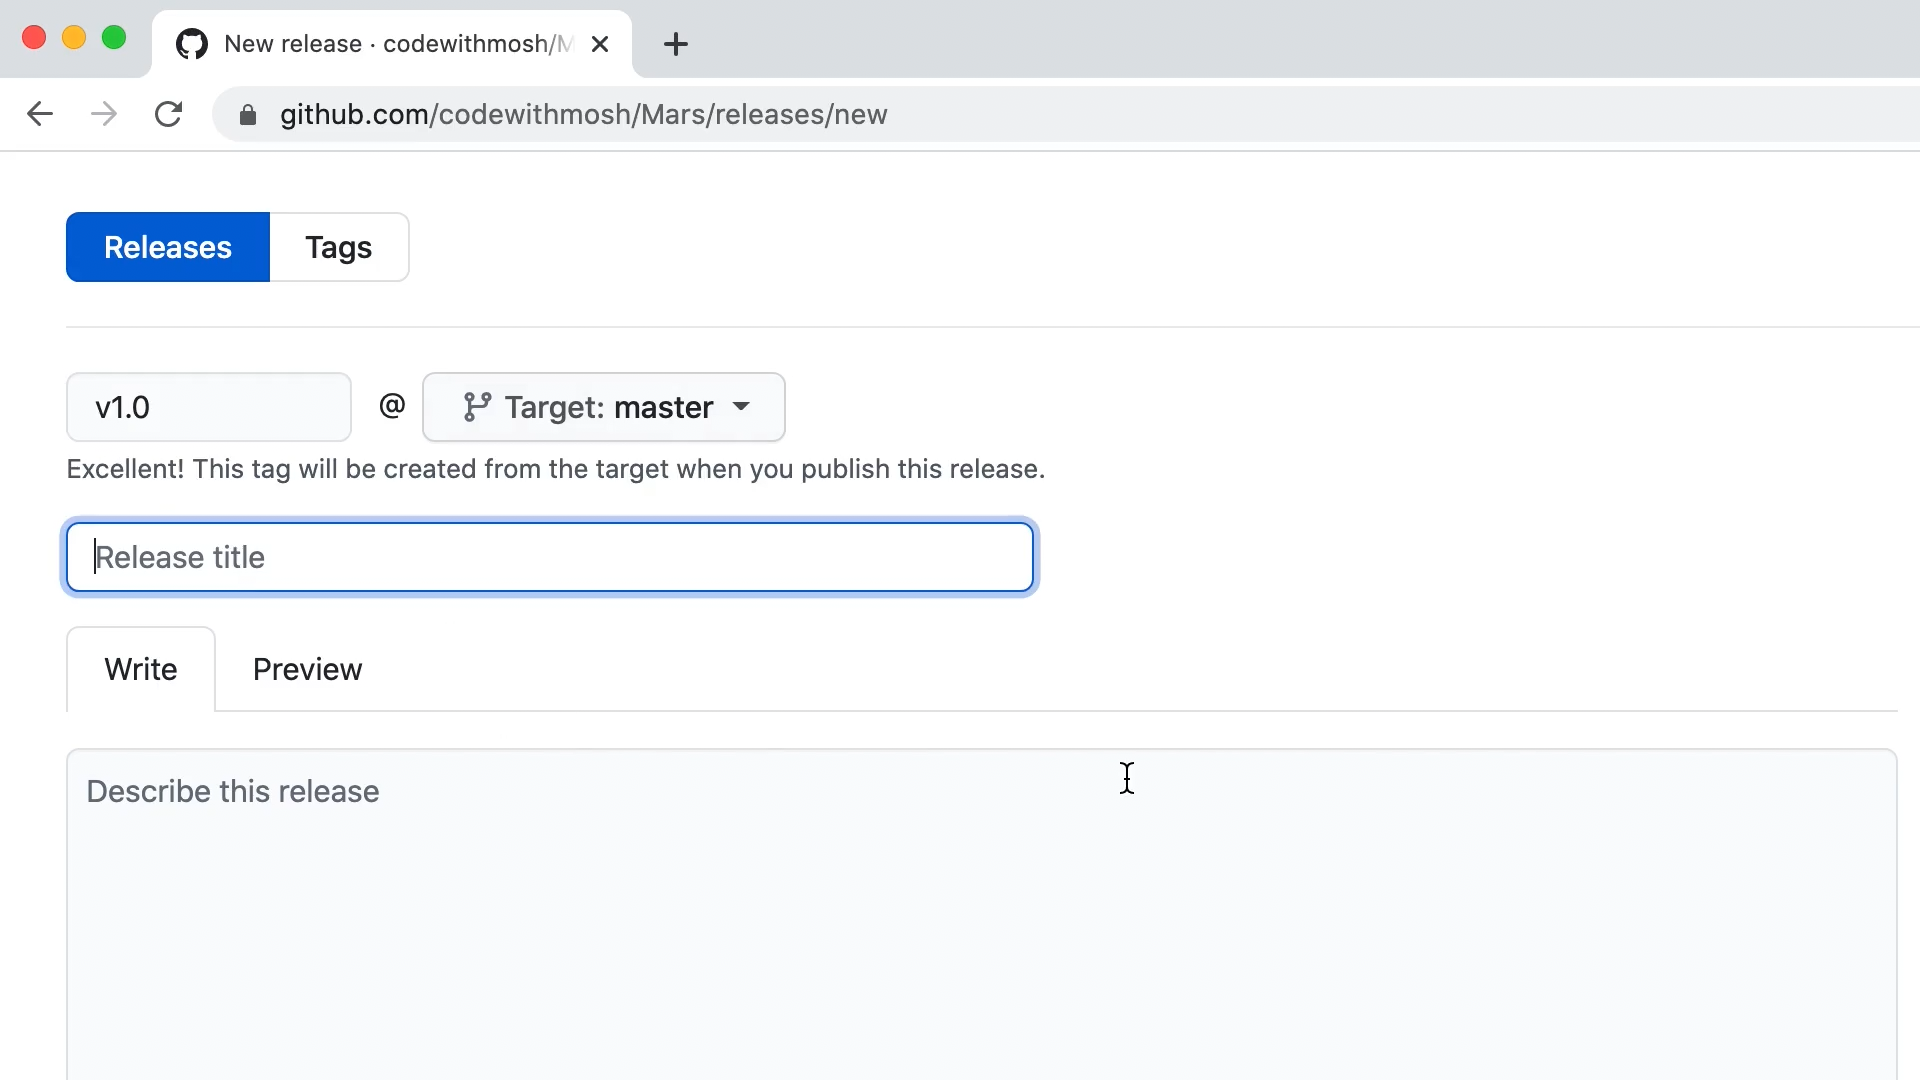 New release · codewithmosh/M
github.com/codewithmosh/Mars/releases/new
Releases Tags
v1.0 @ Target: master
Excellent! This tag will be created from the target when you publish this release.
Release title
Write Preview
Describe this release